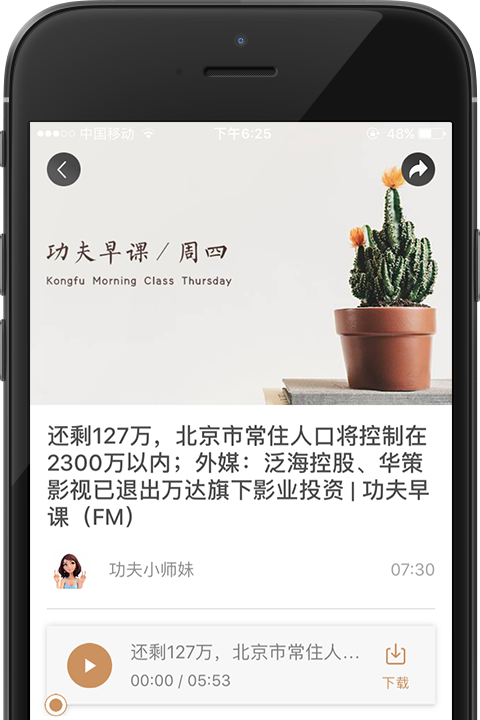 中国移动 下午6:25 48%
功夫早课／周四
Kongfu Morning Class Thursday
还剩127万，北京市常住人口将控制在
2300万以内；外媒：泛海控股、华策
影视已退出万达旗下影业投资 | 功夫早
课（FM）
功夫小师妹 07:30
还剩127万，北京市常住人...
00:00 / 05:53
下载